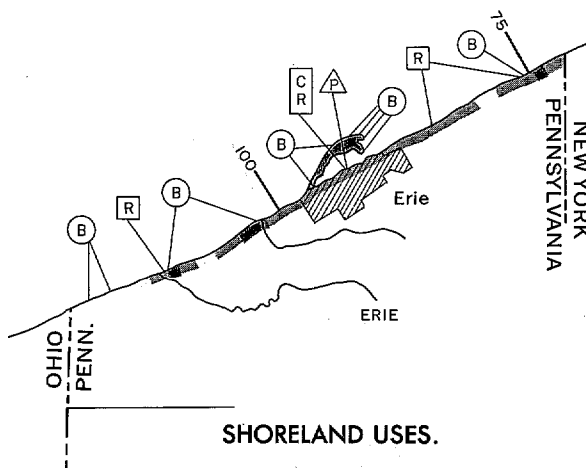 75
B
R
C
R
P
B
B
100
Erie
NEW YORK
PENNSYLVANIA
B
R
B
ERIE
OHIO
PENN.
SHORELAND USES.